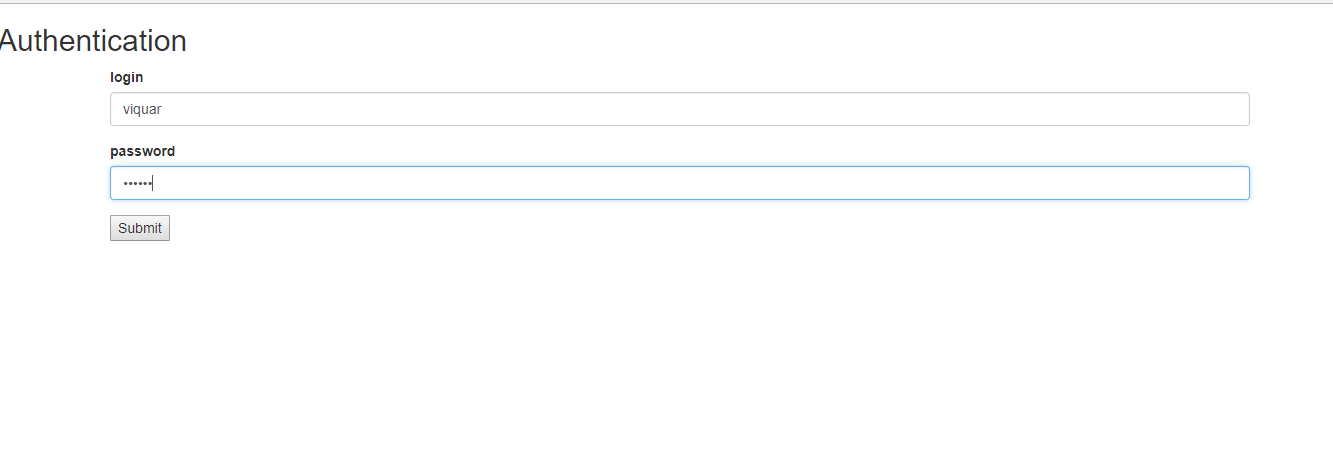 Authentication
login
viquar
password
••••••
Submit